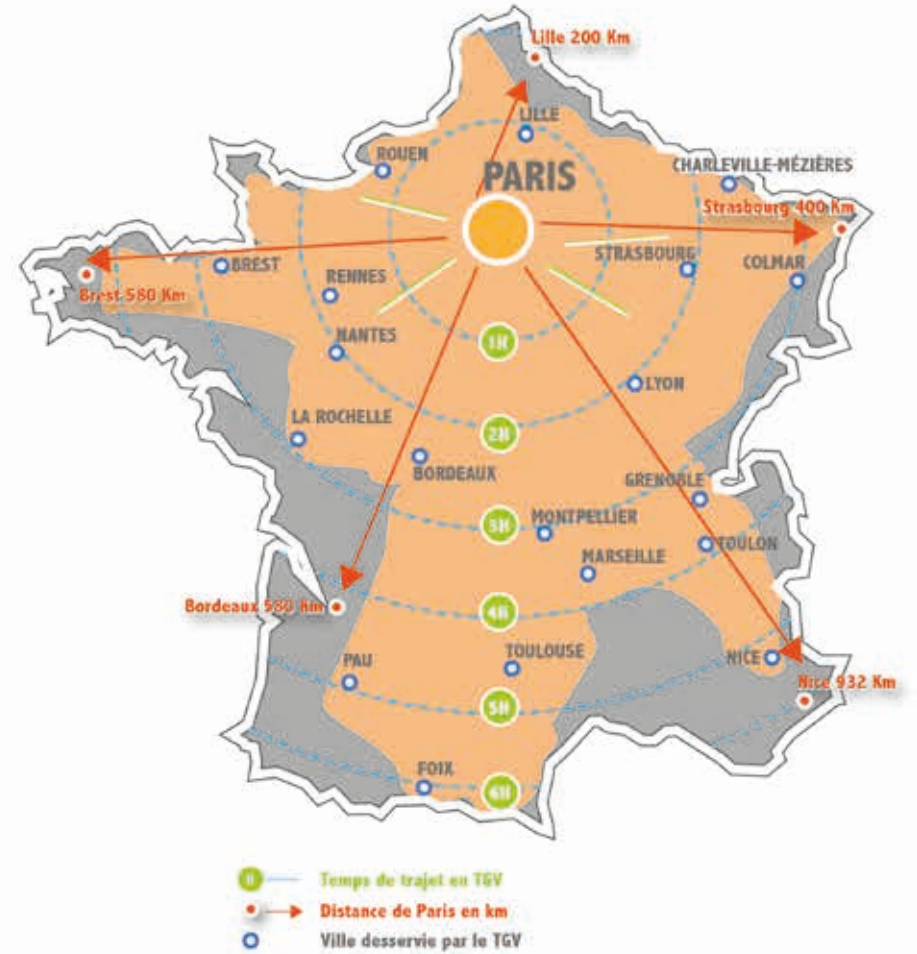 Lille 200 Km
LILLE
ROUEN
PARIS
CHARLEVILLE-MÉZIÈRES
Strasbourg 400 Km
STRASBOURG
COLMAR
BREST
Brest 580 Km
RENNES
NANTES
1H
LYON
LA ROCHELLE
2H
BORDEAUX
GRENOBLE
3H
MONTPELLIER
TOULON
MARSEILLE
Bordeaux 580 Km
4H
PAU
TOULOUSE
NICE
Nice 932 Km
5H
FOIX
6H
H Temps de trajet en TGV
Distance de Paris en km
Ville desservie par le TGV